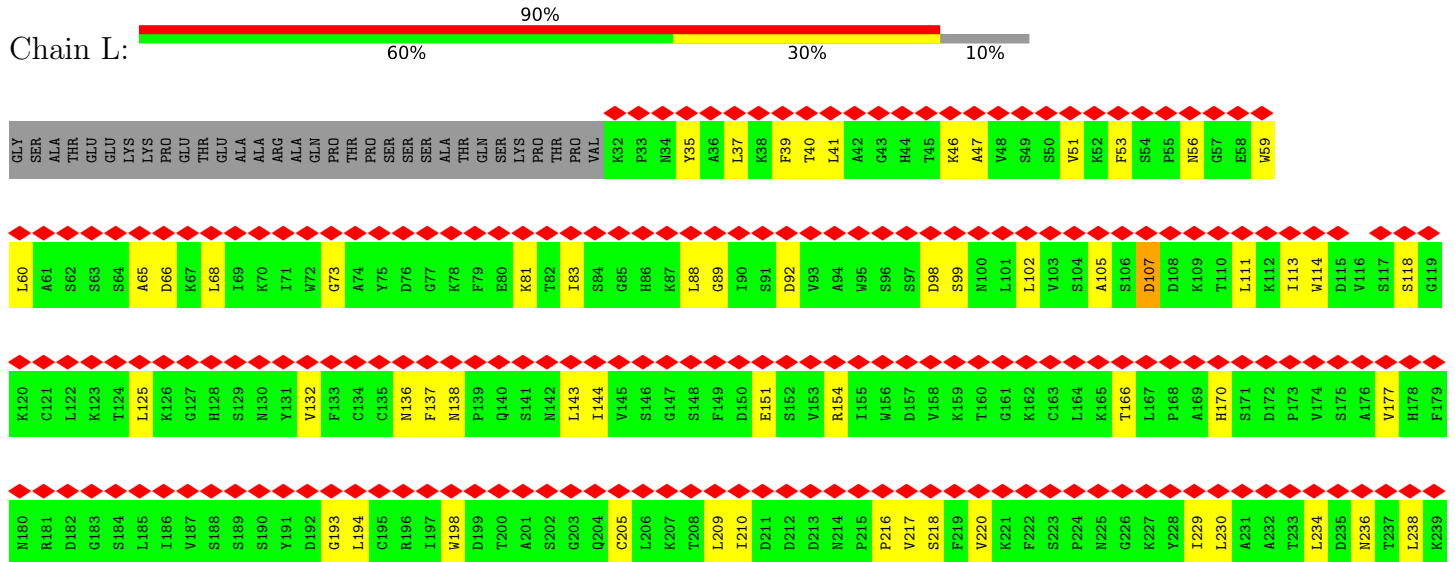 90%
Chain L:
60% 30% 10%
GLY SER ALA THR GLU GLU LYS LYS PRO GLU THR GLU ALA ALA ARG ALA GLN PRO THR PRO SER SER SER ALA THR GLN SER LYS PRO THR PRO VAL K32 P33 N34 Y35 A36 L37 K38 F39 T40 L41 A42 G43 H44 T45 K46 A47 V48 S49 S50 V51 K52 F53 S54 P55 N56 G57 E58 W59
L60 A61 S62 S63 S64 A65 D66 K67 L68 I69 K70 I71 W72 G73 A74 Y75 D76 G77 K78 F79 E80 K81 T82 I83 S84 G85 H86 K87 L88 G89 I90 S91 D92 V93 A94 W95 S96 S97 D98 S99 N100 L101 L102 V103 S104 A105 S106 D107 D108 K109 T110 L111 K112 I113 W114 D115 V116 S117 S118 G119
K120 C121 L122 K123 T124 L125 K126 G127 H128 S129 N130 Y131 V132 F133 C134 C135 N136 F137 N138 P139 Q140 S141 N142 L143 I144 V145 S146 G147 S148 F149 D150 E151 S152 V153 R154 I155 W156 D157 V158 K159 T160 G161 K162 C163 L164 K165 T166 L167 P168 A169 H170 S171 D172 P173 V174 S175 A176 V177 H178 F179
N180 R181 D182 G183 S184 L185 I186 V187 S188 S189 S190 Y191 D192 G193 L194 C195 R196 I197 W198 D199 T200 A201 S202 G203 Q204 C205 L206 K207 T208 L209 I210 D211 D212 D213 N214 P215 P216 V217 S218 F219 V220 K221 F222 S223 P224 N225 G226 K227 Y228 I229 L230 A231 A232 T233 L234 D235 N236 T237 L238 K239